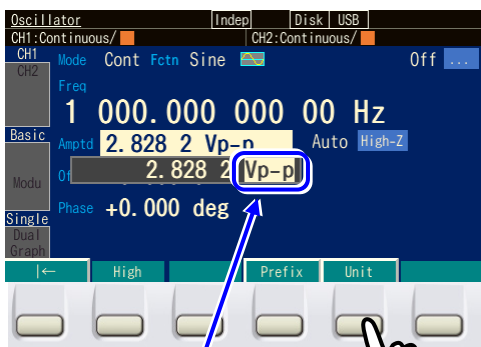 Oscillator Indep Disk USB
CH1:Continuous/ CH2:Continuous/
CH1 Mode Cont Fctn Sine Off ...
CH2
Freq
1 000.000 000 00 Hz
Basic Amptd 2.828 2 Vp-p Auto High-Z
2.828 2 Vp-p
Modu
Phase +0.000 deg
Single
Dual
Graph
|← High Prefix Unit